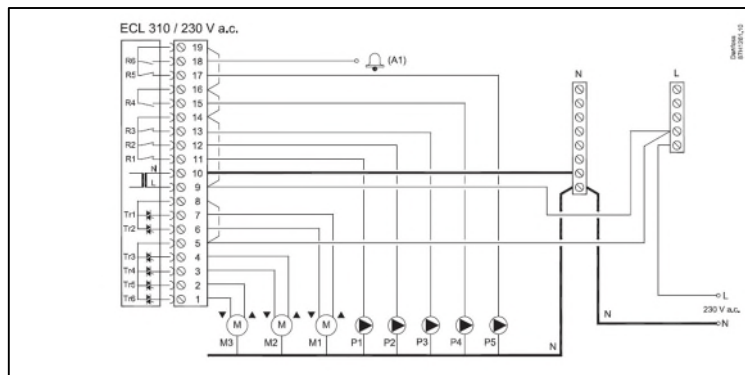 ECL 310 / 230 V a.c.
19
R6 18 (A1)
R5 17
16
R4 15
14
R3 13
R2 12
R1 11
N 10
L 9
8
Tr1 7
Tr2 6
5
Tr3 4
Tr4 3
Tr5 2
Tr6 1
N
L
Danfoss
L
230 V a.c.
N
N
N
M M M
M3 M2 M1 P1 P2 P3 P4 P5